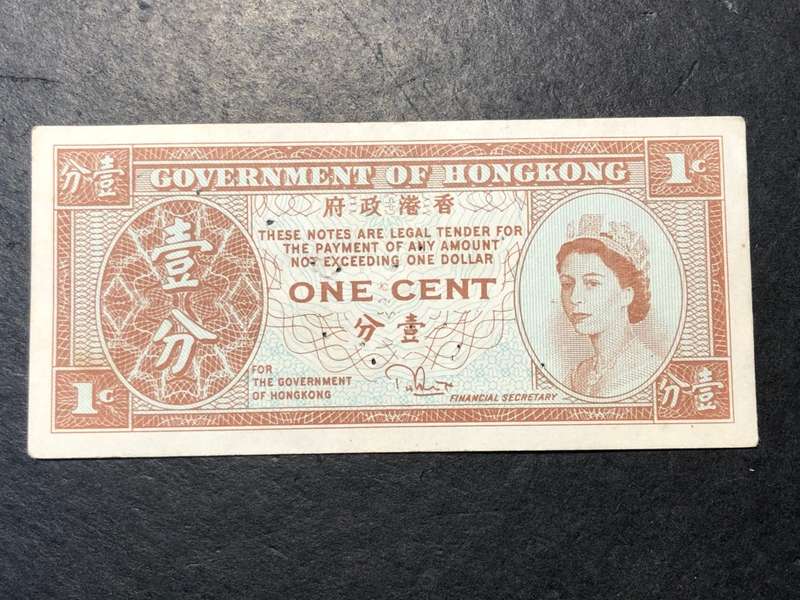 分壹
GOVERNMENT OF HONGKONG
1C
府政港香
THESE NOTES ARE LEGAL TENDER FOR
THE PAYMENT OF ANY AMOUNT
NOT EXCEEDING ONE DOLLAR
壹
分
ONE CENT
分壹
FOR
THE GOVERNMENT
OF HONGKONG
FINANCIAL SECRETARY
1C
分壹